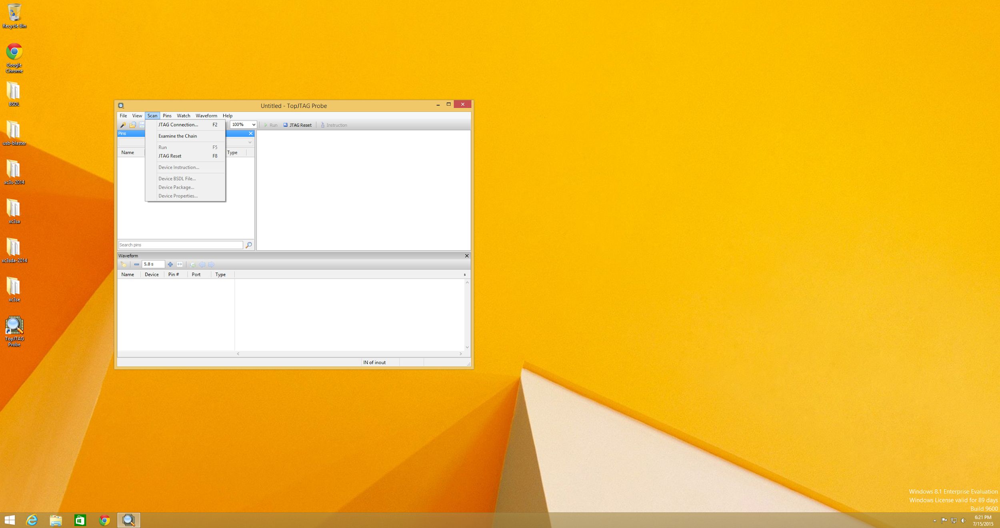 Recycle Bin
Google
Chrome
BSDL
usb-blaster
xc3s-2014
xc3sa
xc3sda-2014
xc3se
TopJTAG
Probe
Untitled - TopJTAG Probe
File View Scan Pins Watch Waveform Help
100% Run JTAG Reset Instruction
JTAG Connection... F2
Examine the Chain
Run F5
JTAG Reset F8
Device Instruction...
Device BSDL File...
Device Package...
Device Properties...
Pins
Name Type
Search pins
Waveform
5.8 s
Name Device Pin # Port Type s
IN of inout
Windows 8.1 Enterprise Evaluation
Windows License valid for 89 days
Build 9600
6:21 PM
7/15/2015